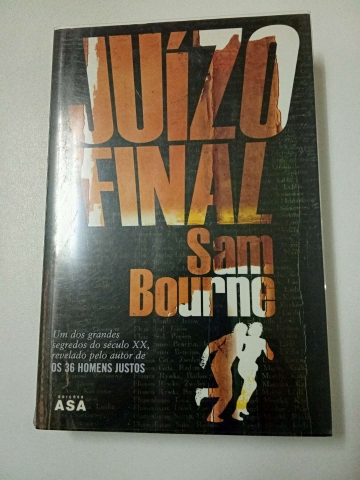 JUÍZO
FINAL
Sam
Bourne
Um dos grandes
segredos do século XX,
revelado pelo autor de
OS 36 HOMENS JUSTOS
EDIÇÕES
ASA